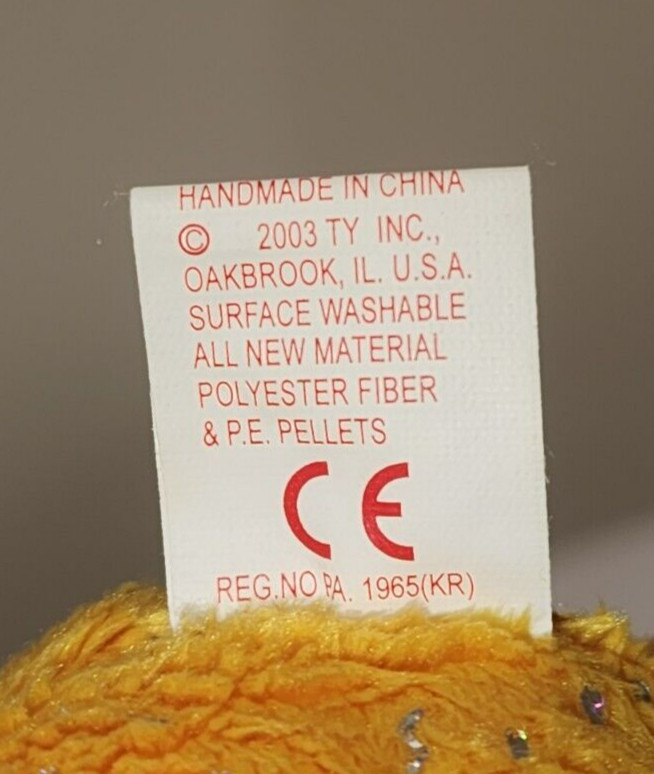 HANDMADE IN CHINA
© 2003 TY INC.,
OAKBROOK, IL. U.S.A.
SURFACE WASHABLE
ALL NEW MATERIAL
POLYESTER FIBER
& P.E. PELLETS
CE
REG.NO PA. 1965(KR)